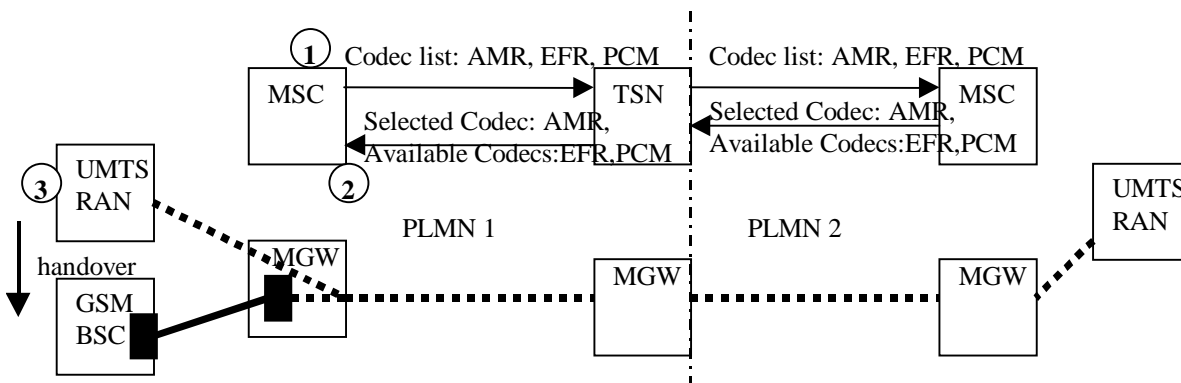 1
Codec list: AMR, EFR, PCM
Codec list: AMR, EFR, PCM
MSC
TSN
MSC
Selected Codec: AMR,
Available Codecs:EFR,PCM
Selected Codec: AMR,
Available Codecs:EFR,PCM
2
3
UMTS
RAN
UMTS
RAN
PLMN 1
PLMN 2
handover
MGW
MGW
MGW
GSM
BSC